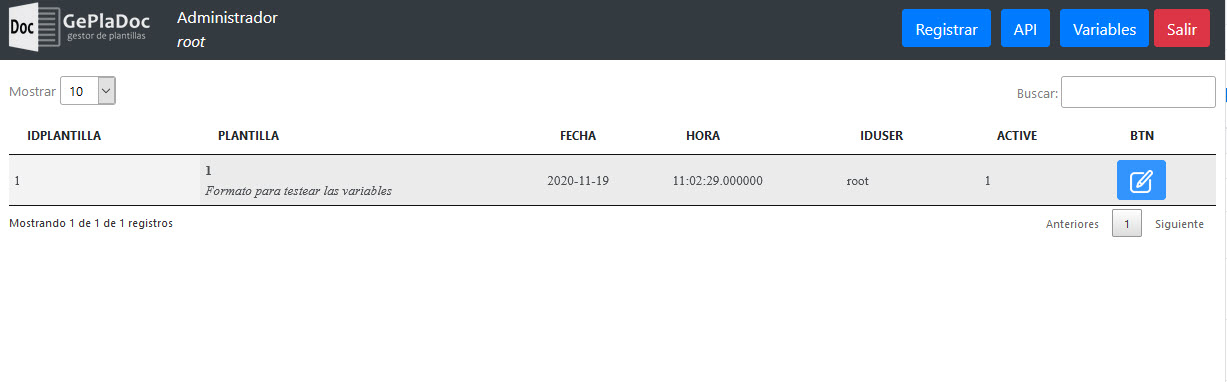 Doc GePlaDoc
gestor de plantillas
Administrador
root
Registrar API Variables Salir
Mostrar 10
Buscar:
IDPLANTILLA PLANTILLA FECHA HORA IDUSER ACTIVE BTN
1 1 2020-11-19 11:02:29.000000 root 1
Formato para testear las variables
Mostrando 1 de 1 de 1 registros
Anteriores 1 Siguiente